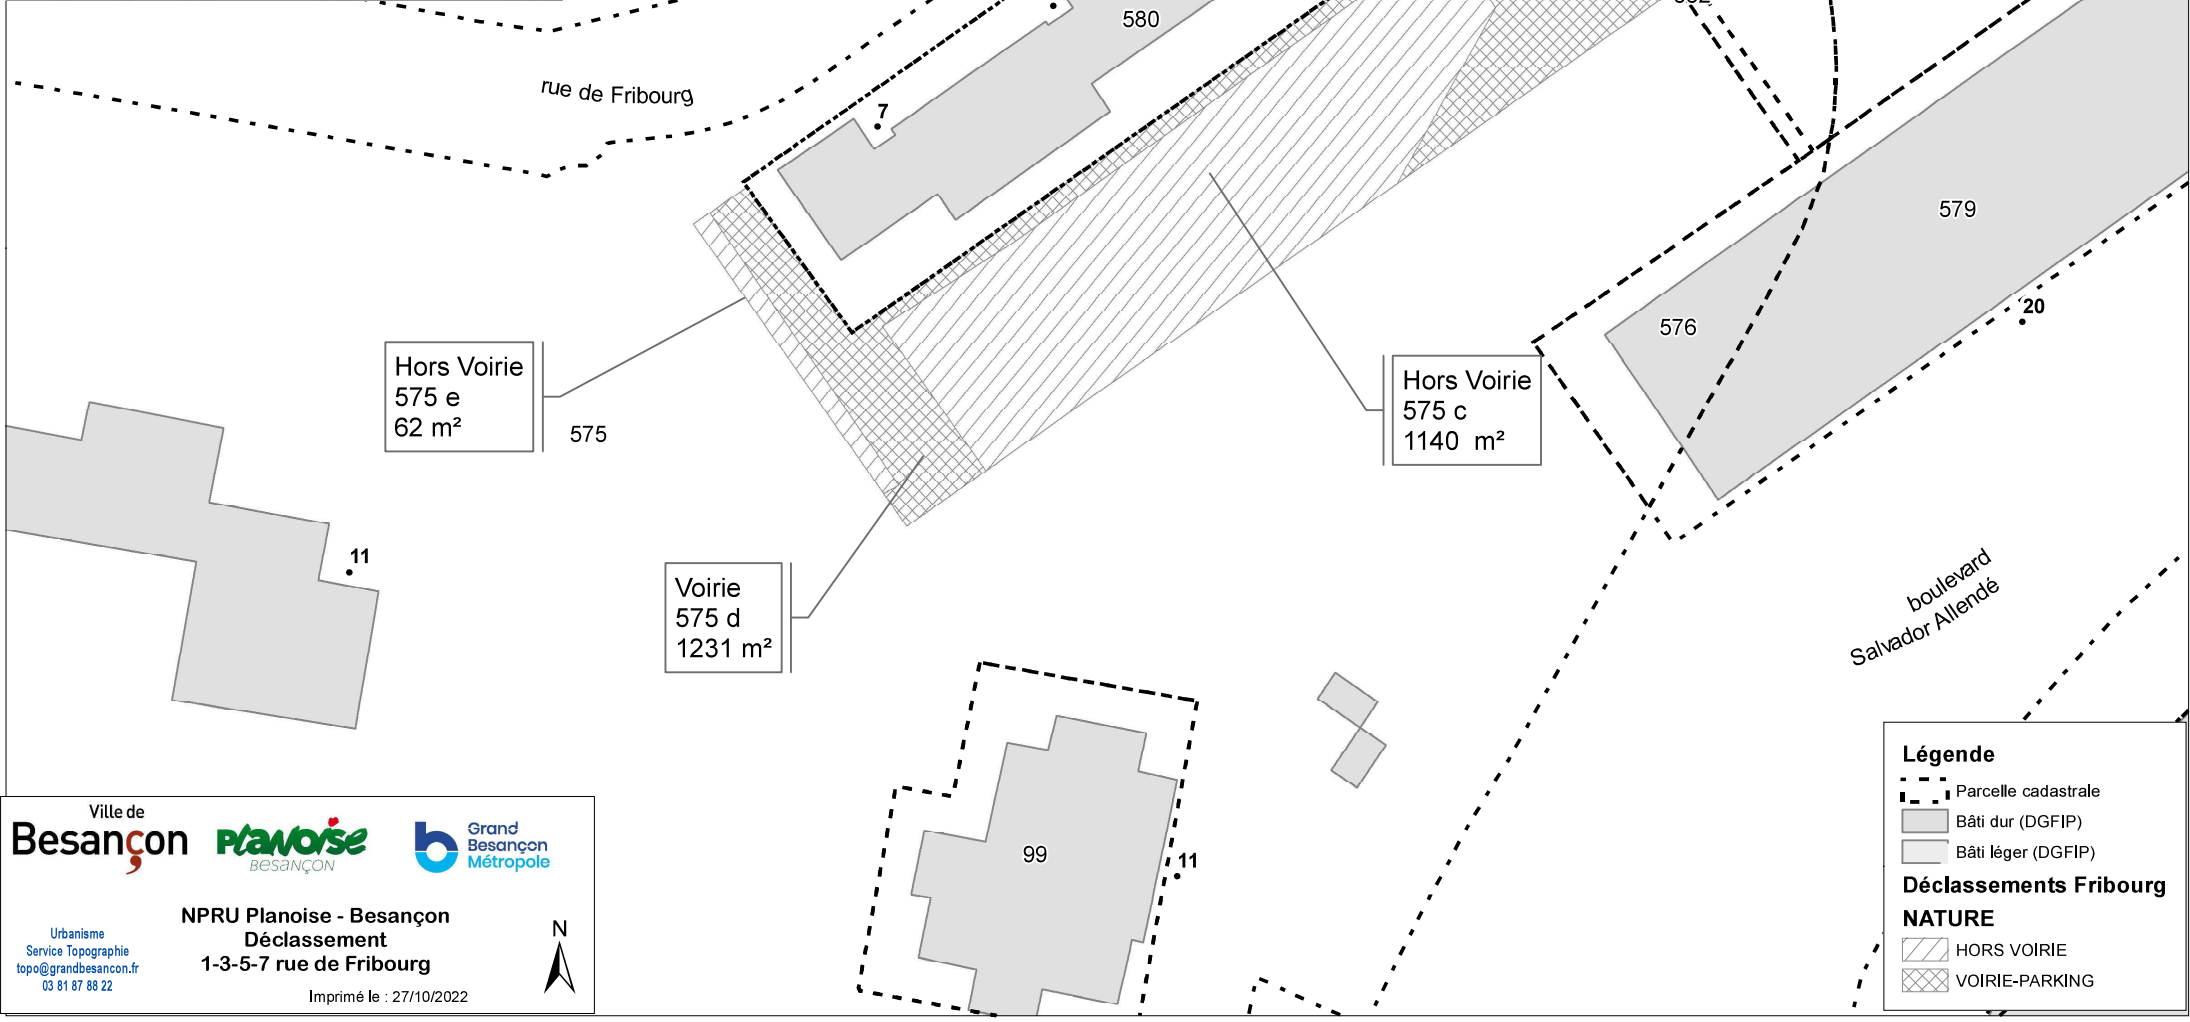 580
rue de Fribourg
7
579
576
20
Hors Voirie
575 e
62 m²
575
Hors Voirie
575 c
1140 m²
11
Voirie
575 d
1231 m²
boulevard
Salvador Allendé
99
11
Ville de
Besançon
PLANOISE
BESANÇON
Grand
Besançon
Métropole
NPRU Planoise - Besançon
Déclassement
1-3-5-7 rue de Fribourg
Urbanisme
Service Topographie
topo@grandbesancon.fr
03 81 87 88 22
N
Imprimé le : 27/10/2022
Légende
Parcelle cadastrale
Bâti dur (DGFIP)
Bâti léger (DGFIP)
Déclassements Fribourg
NATURE
HORS VOIRIE
VOIRIE-PARKING